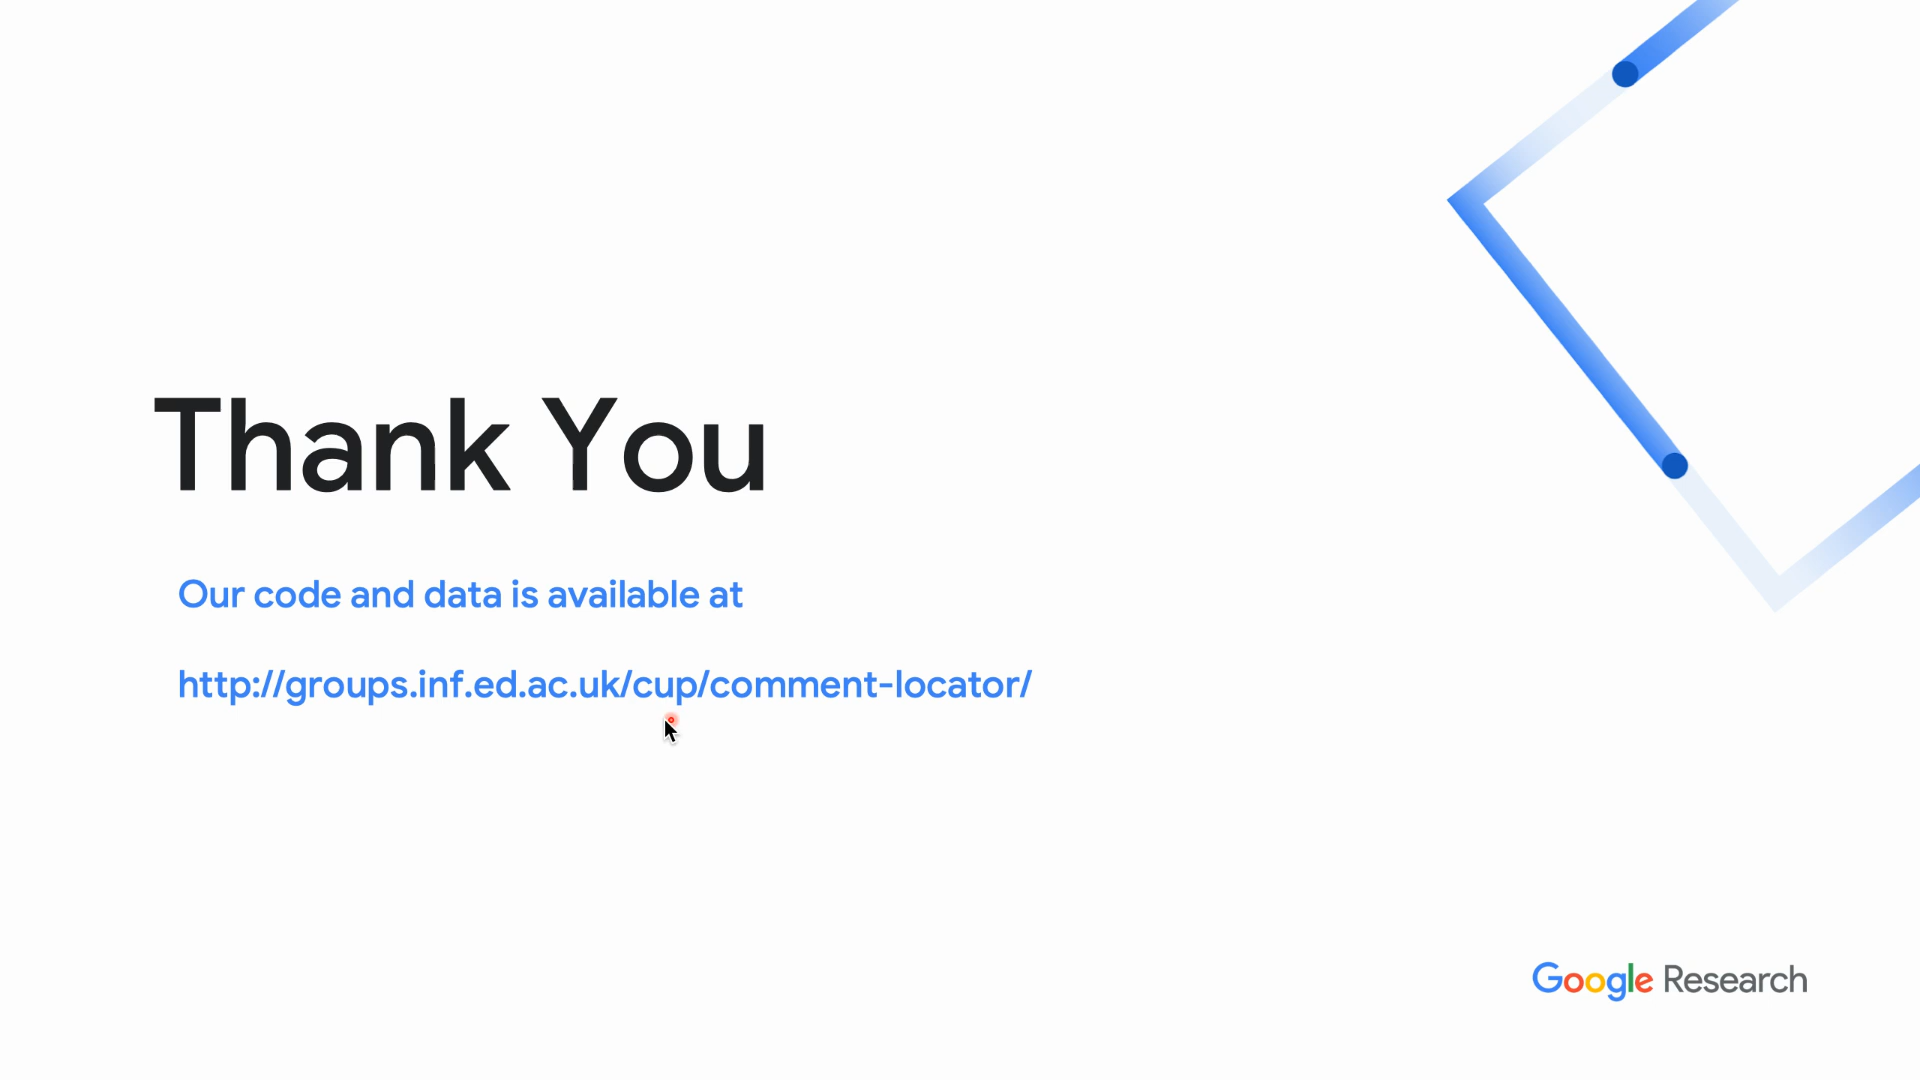 Thank You
Our code and data is available at
http://groups.inf.ed.ac.uk/cup/comment-locator/
Google Research